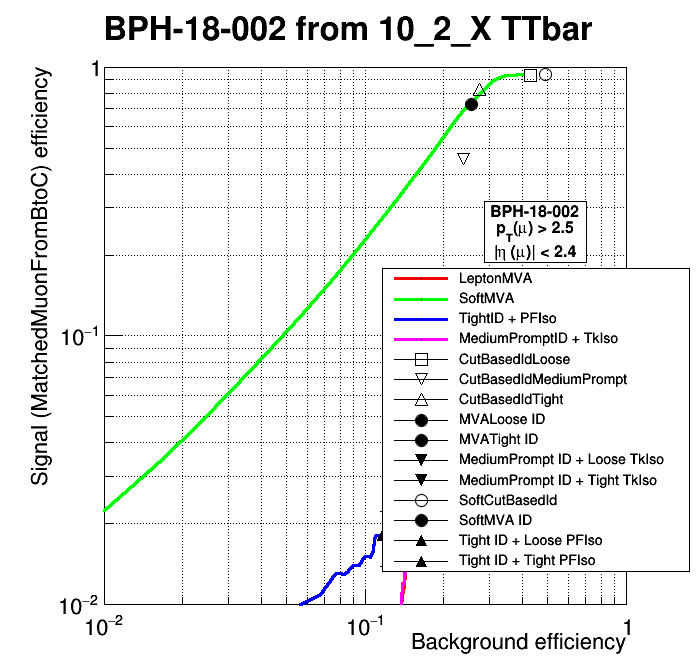 BPH-18-002 from 10_2_X TTbar
Signal (MatchedMuonFromBtoC) efficiency
1
10⁻¹
10⁻²
BPH-18-002
p_T(μ) > 2.5
|η (μ)| < 2.4
LeptonMVA
SoftMVA
TightID + PFIso
MediumPromptID + TkIso
CutBasedIdLoose
CutBasedIdMediumPrompt
CutBasedIdTight
MVALoose ID
MVATight ID
MediumPrompt ID + Loose TkIso
MediumPrompt ID + Tight TkIso
SoftCutBasedId
SoftMVA ID
Tight ID + Loose PFIso
Tight ID + Tight PFIso
10⁻² 10⁻¹ 1
Background efficiency